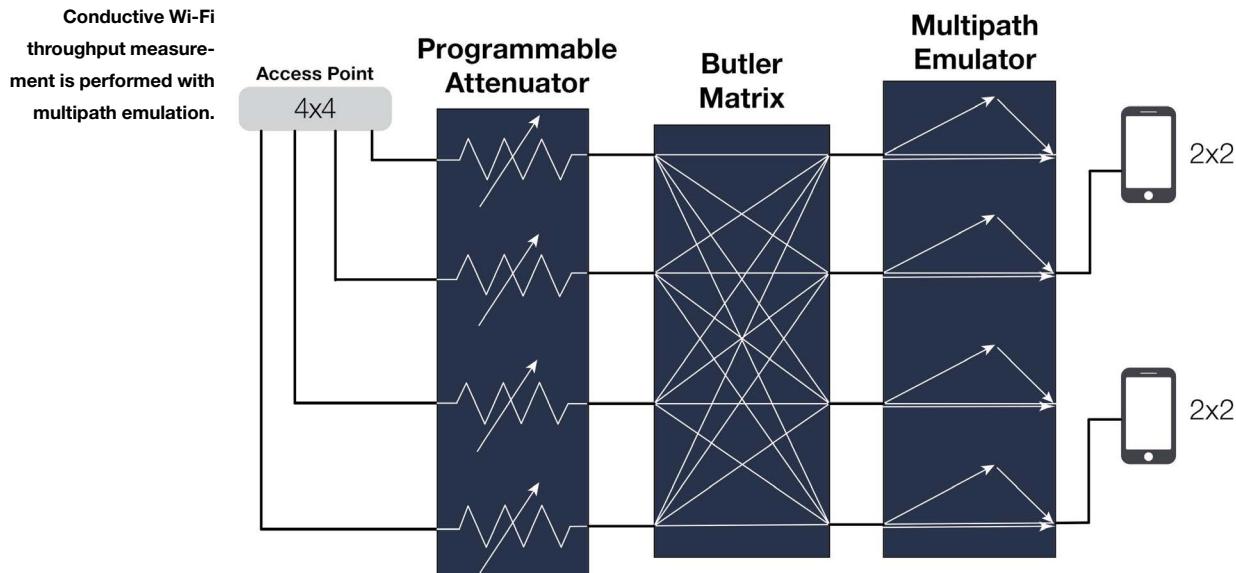 Conductive Wi-Fi
throughput measure-
ment is performed with
multipath emulation.
Access Point
4x4
Programmable
Attenuator
Butler
Matrix
Multipath
Emulator
2x2
2x2